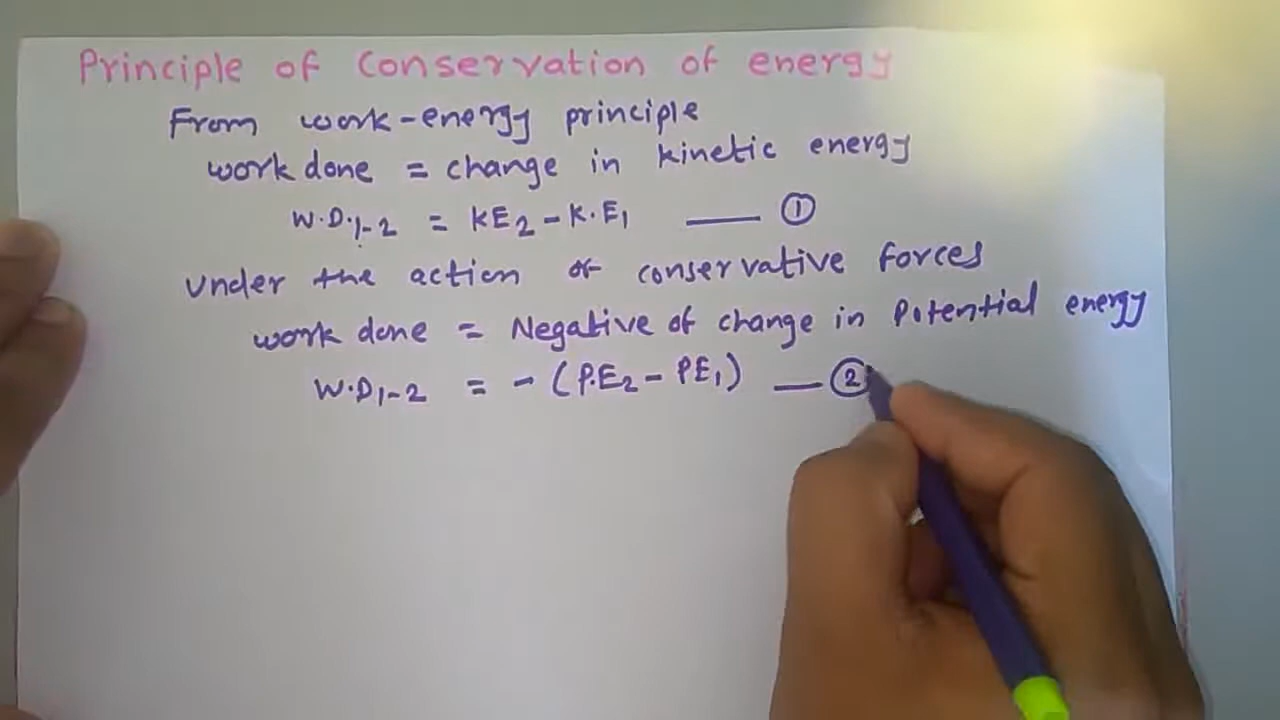 Principle of conservation of energy
From work-energy principle
work done = change in kinetic energy
W.D.1-2 = KE2 - K.E1 —— ①
under the action of conservative forces
work done = Negative of change in Potential energy
W.D1-2 = - (P.E2 - PE1) — ②